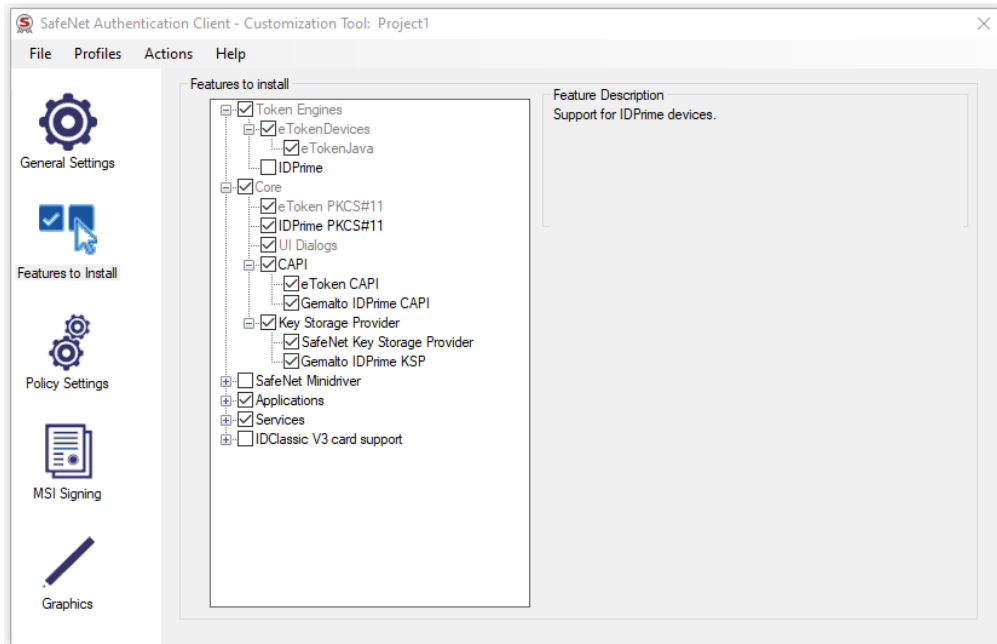 SafeNet Authentication Client - Customization Tool: Project1
File Profiles Actions Help
General Settings
Features to Install
Policy Settings
MSI Signing
Graphics
Features to install
Token Engines
eTokenDevices
eTokenJava
IDPrime
Core
eToken PKCS#11
IDPrime PKCS#11
UI Dialogs
CAPI
eToken CAPI
Gemalto IDPrime CAPI
Key Storage Provider
SafeNet Key Storage Provider
Gemalto IDPrime KSP
SafeNet Minidriver
Applications
Services
IDClassic V3 card support
Feature Description
Support for IDPrime devices.